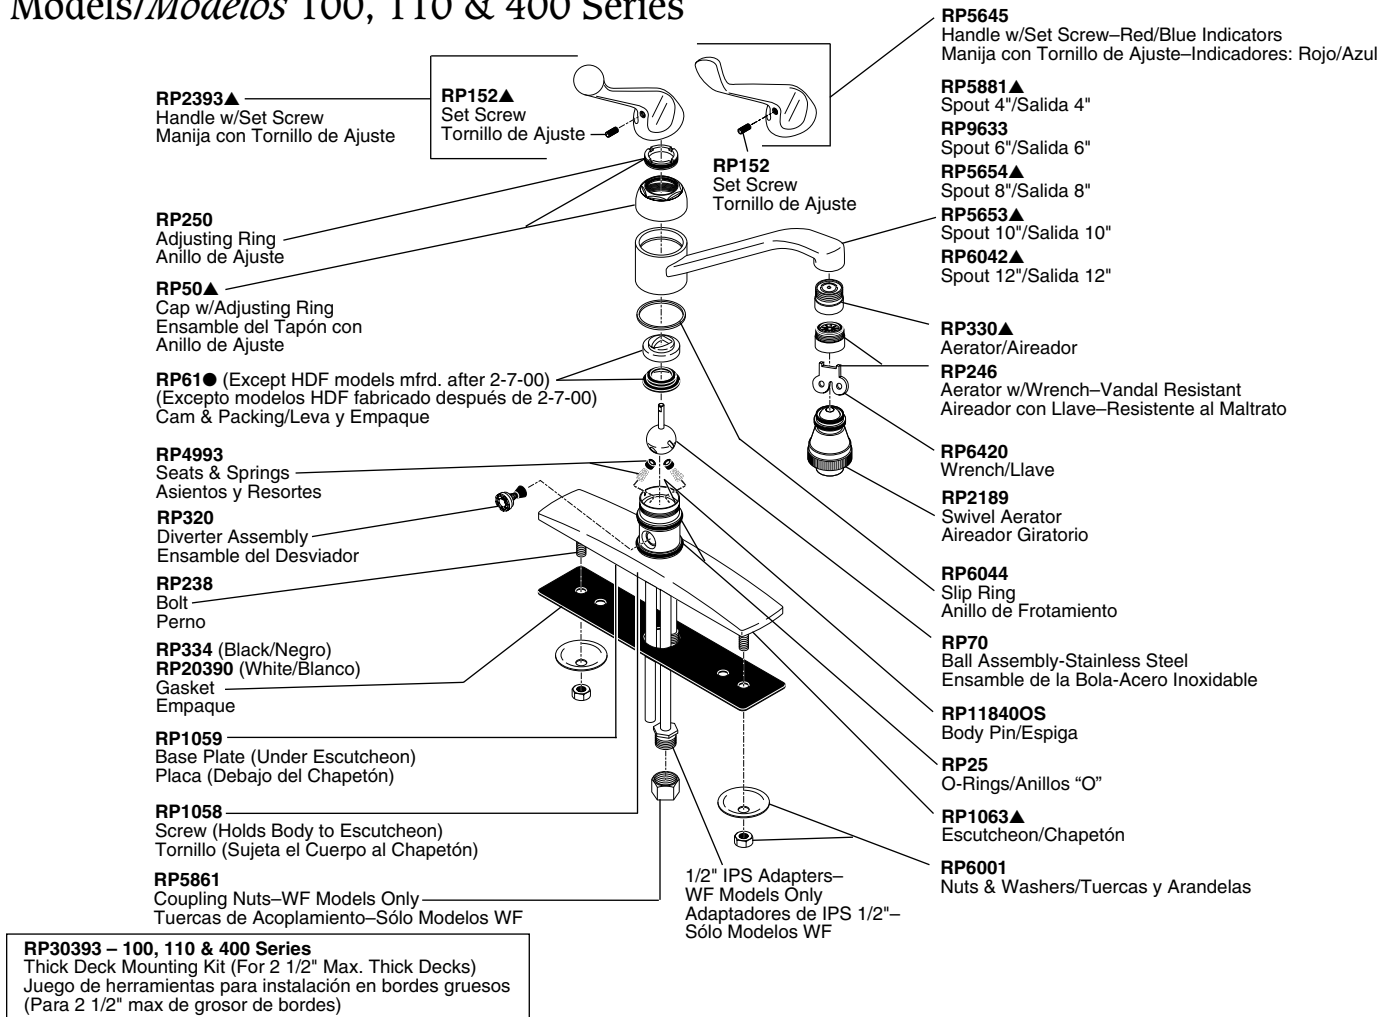 Models/Modelos 100, 110 & 400 Series
RP2393▲
Handle w/Set Screw
Manija con Tornillo de Ajuste
RP152▲
Set Screw
Tornillo de Ajuste
RP152
Set Screw
Tornillo de Ajuste
RP250
Adjusting Ring
Anillo de Ajuste
RP50▲
Cap w/Adjusting Ring
Ensamble del Tapón con
Anillo de Ajuste
RP61● (Except HDF models mfrd. after 2-7-00)
(Excepto modelos HDF fabricado después de 2-7-00)
Cam & Packing/Leva y Empaque
RP4993
Seats & Springs
Asientos y Resortes
RP320
Diverter Assembly
Ensamble del Desviador
RP238
Bolt
Perno
RP334 (Black/Negro)
RP20390 (White/Blanco)
Gasket
Empaque
RP1059
Base Plate (Under Escutcheon)
Placa (Debajo del Chapetón)
RP1058
Screw (Holds Body to Escutcheon)
Tornillo (Sujeta el Cuerpo al Chapetón)
RP5861
Coupling Nuts–WF Models Only
Tuercas de Acoplamiento–Sólo Modelos WF
1/2" IPS Adapters–
WF Models Only
Adaptadores de IPS 1/2"–
Sólo Modelos WF
RP5645
Handle w/Set Screw–Red/Blue Indicators
Manija con Tornillo de Ajuste–Indicadores: Rojo/Azul
RP5881▲
Spout 4"/Salida 4"
RP9633
Spout 6"/Salida 6"
RP5654▲
Spout 8"/Salida 8"
RP5653▲
Spout 10"/Salida 10"
RP6042▲
Spout 12"/Salida 12"
RP330▲
Aerator/Aireador
RP246
Aerator w/Wrench–Vandal Resistant
Aireador con Llave–Resistente al Maltrato
RP6420
Wrench/Llave
RP2189
Swivel Aerator
Aireador Giratorio
RP6044
Slip Ring
Anillo de Frotamiento
RP70
Ball Assembly-Stainless Steel
Ensamble de la Bola-Acero Inoxidable
RP11840OS
Body Pin/Espiga
RP25
O-Rings/Anillos “O”
RP1063▲
Escutcheon/Chapetón
RP6001
Nuts & Washers/Tuercas y Arandelas
RP30393 – 100, 110 & 400 Series
Thick Deck Mounting Kit (For 2 1/2" Max. Thick Decks)
Juego de herramientas para instalación en bordes gruesos
(Para 2 1/2" max de grosor de bordes)